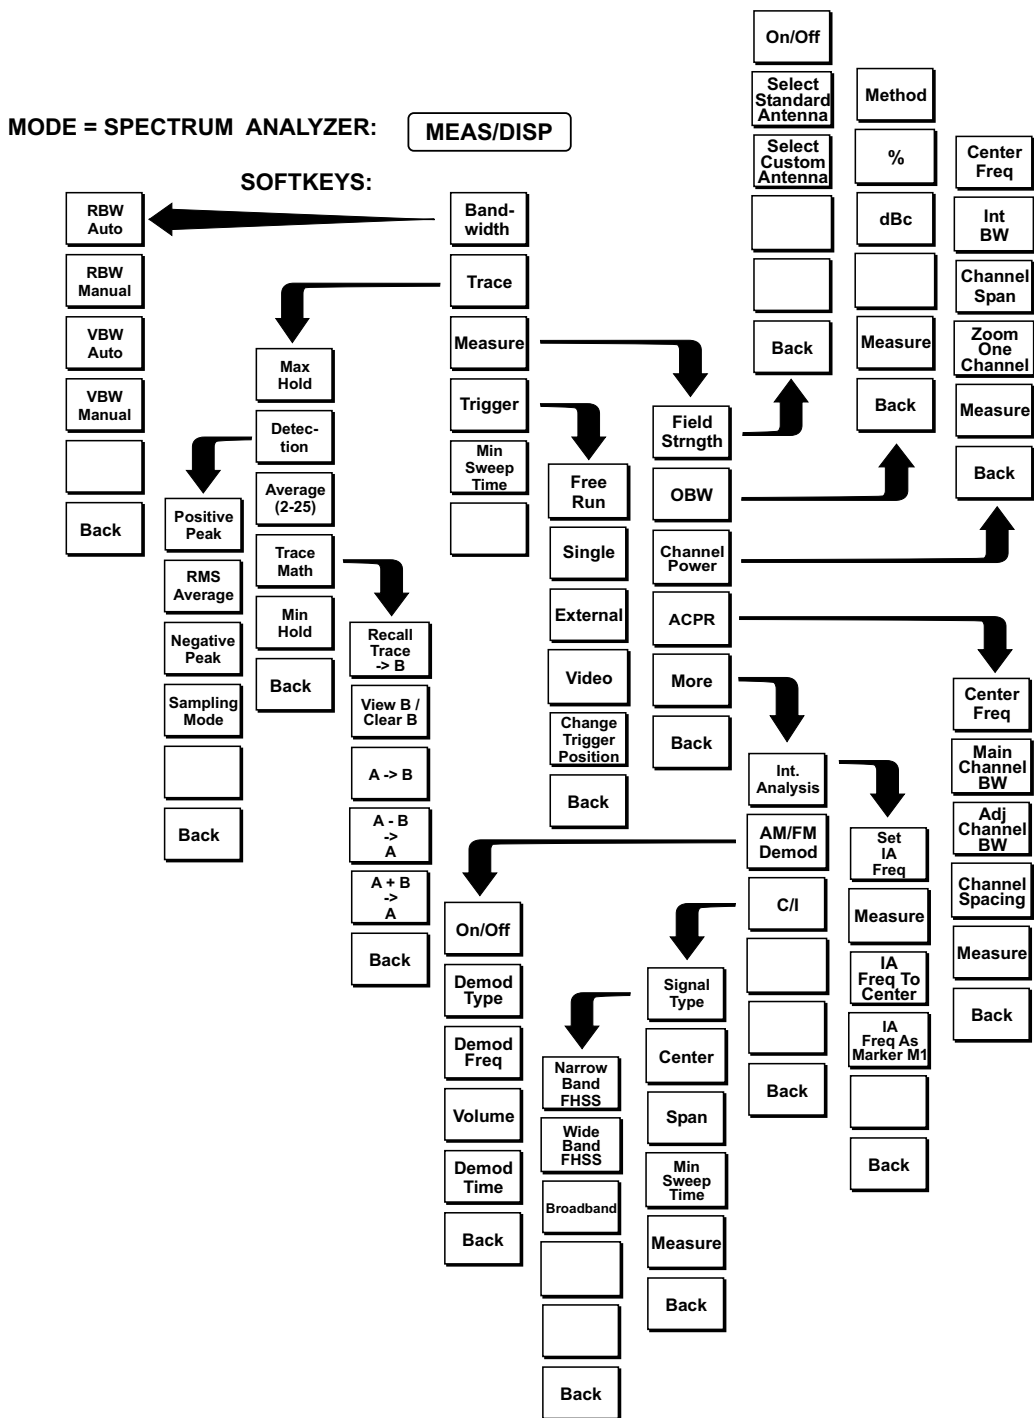 MODE = SPECTRUM ANALYZER:
MEAS/DISP
SOFTKEYS:
RBW
Auto
RBW
Manual
VBW
Auto
VBW
Manual
Back
Band-
width
Trace
Measure
Trigger
Min
Sweep
Time
Max
Hold
Detec-
tion
Average
(2-25)
Trace
Math
Min
Hold
Back
Positive
Peak
RMS
Average
Negative
Peak
Sampling
Mode
Back
Recall
Trace
-> B
View B /
Clear B
A -> B
A - B
->
A
A + B
->
A
Back
Free
Run
Single
External
Video
Change
Trigger
Position
Back
Field
Strngth
OBW
Channel
Power
ACPR
More
Back
On/Off
Select
Standard
Antenna
Select
Custom
Antenna
Back
Method
%
dBc
Measure
Back
Center
Freq
Int
BW
Channel
Span
Zoom
One
Channel
Measure
Back
Center
Freq
Main
Channel
BW
Adj
Channel
BW
Channel
Spacing
Measure
Back
Int.
Analysis
AM/FM
Demod
C/I
Back
Set
IA
Freq
Measure
IA
Freq To
Center
IA
Freq As
Marker M1
Back
On/Off
Demod
Type
Demod
Freq
Volume
Demod
Time
Back
Signal
Type
Center
Span
Min
Sweep
Time
Measure
Back
Narrow
Band
FHSS
Wide
Band
FHSS
Broadband
Back